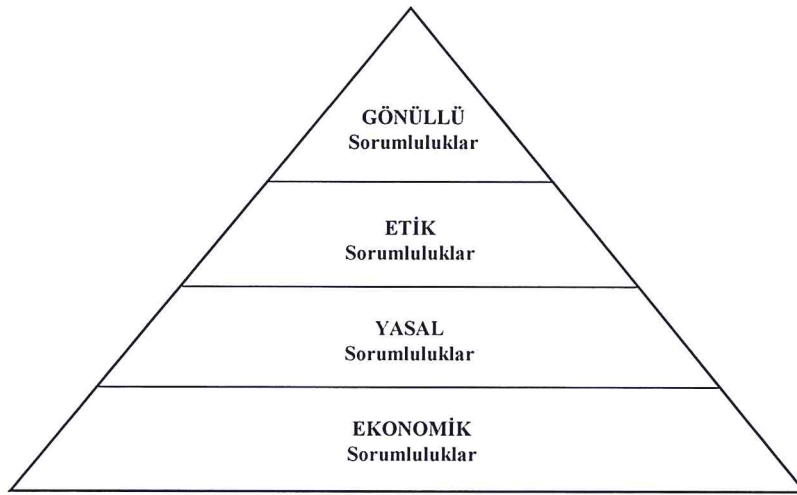 GÖNÜLLÜ
Sorumluluklar
ETİK
Sorumluluklar
YASAL
Sorumluluklar
EKONOMİK
Sorumluluklar